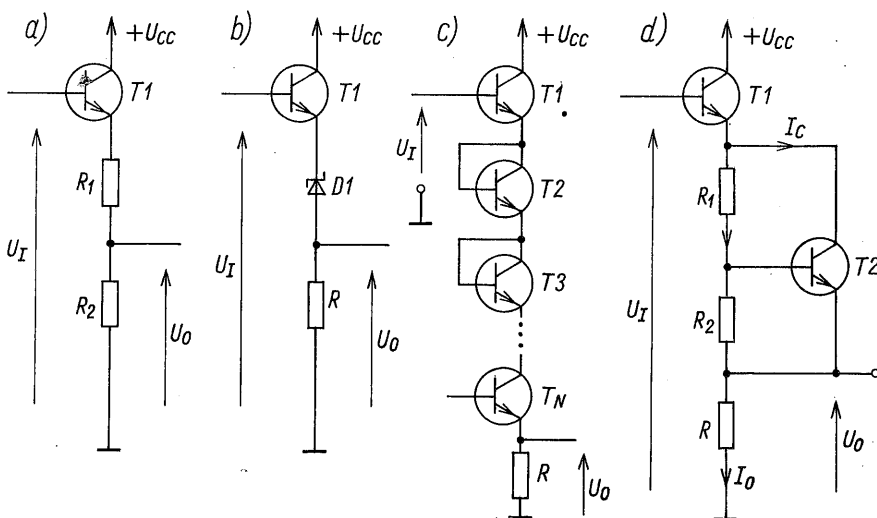 a)
+UCC
T1
R1
UI
R2
U0
b)
+UCC
T1
D1
UI
R
U0
c)
+UCC
T1
UI
T2
T3
TN
R
U0
d)
+UCC
T1
IC
R1
T2
UI
R2
R
U0
I0